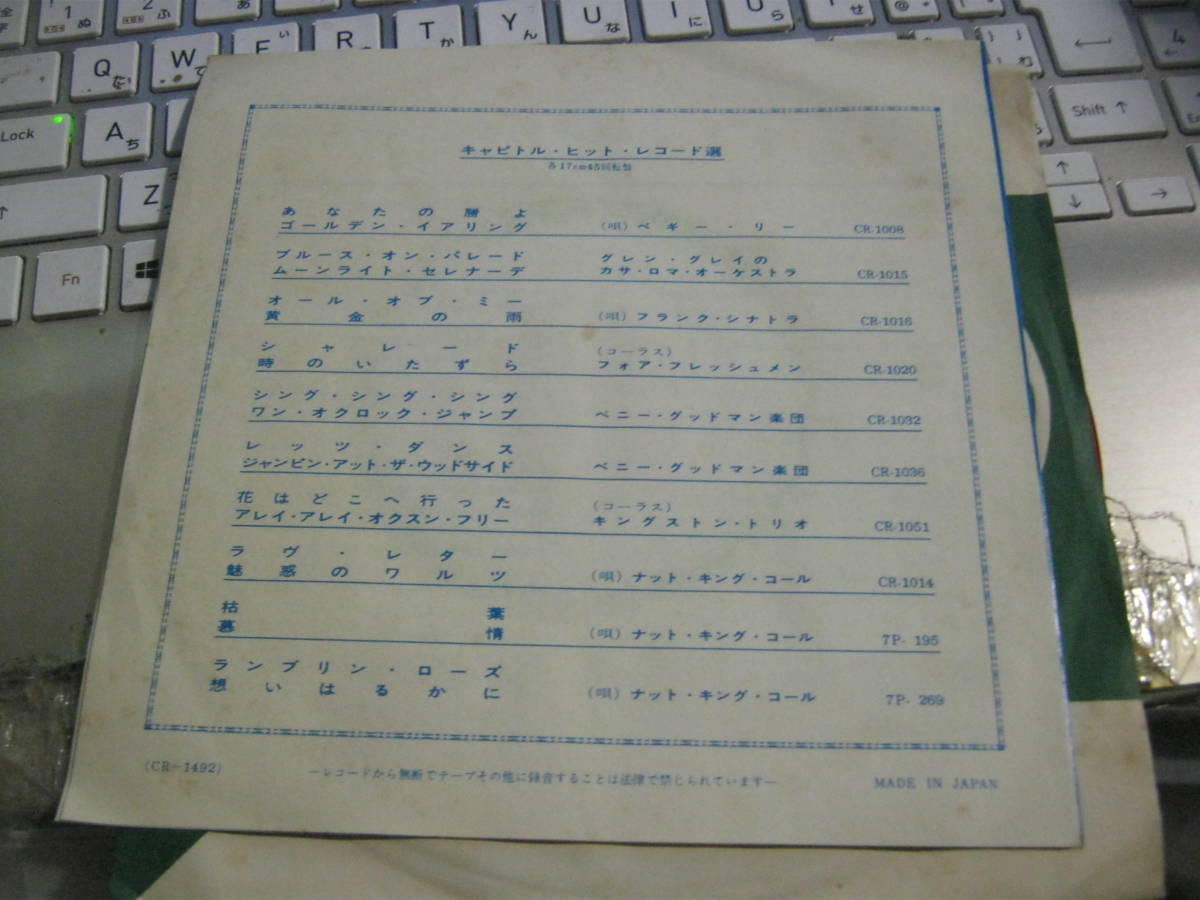 キャピトル・ヒット・レコード選
各17cm45回転盤
あなたの勝よ
ゴールデン・イアリング (唄) ペギー・リー CR-1008
ブルース・オン・パレード グレン・グレイの
ムーンライト・セレナーデ カサ・ロマ・オーケストラ CR-1015
オール・オブ・ミー
黄金の雨 (唄) フランク・シナトラ CR-1016
シャレード (コーラス)
時のいたずら フォア・フレッシュメン CR-1020
シング・シング・シング
ワン・オクロック・ジャンプ ベニー・グッドマン楽団 CR-1032
レッツ・ダンス
ジャンピン・アット・ザ・ウッドサイド ベニー・グッドマン楽団 CR-1036
花はどこへ行った (コーラス)
アレイ・アレイ・オクスン・フリー キングストン・トリオ CR-1051
ラヴ・レター
魅惑のワルツ (唄) ナット・キング・コール CR-1014
枯葉
慕情 (唄) ナット・キング・コール 7P-195
ランブリン・ローズ
想いはるかに (唄) ナット・キング・コール 7P-269
(CR-1492) —レコードから無断でテープその他に録音することは法律で禁じられています— MADE IN JAPAN
Q た
W て
E い
R
T か
Y ん
U な
I に
O ら
P せ
Lock
A ち
Z
Fn
Shift ↑